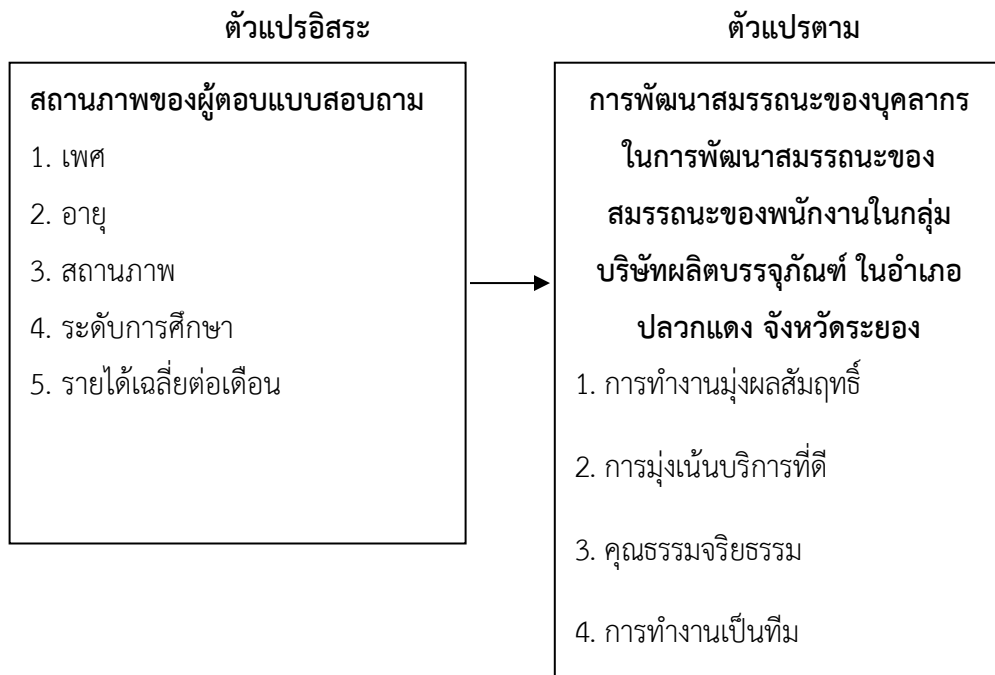 ตัวแปรอิสระ
สถานภาพของผู้ตอบแบบสอบถาม
1. เพศ
2. อายุ
3. สถานภาพ
4. ระดับการศึกษา
5. รายได้เฉลี่ยต่อเดือน
ตัวแปรตาม
การพัฒนาสมรรถนะของบุคลากร
ในการพัฒนาสมรรถนะของ
สมรรถนะของพนักงานในกลุ่ม
บริษัทผลิตบรรจุภัณฑ์ ในอำเภอ
ปลวกแดง จังหวัดระยอง
1. การทำงานมุ่งผลสัมฤทธิ์
2. การมุ่งเน้นบริการที่ดี
3. คุณธรรมจริยธรรม
4. การทำงานเป็นทีม